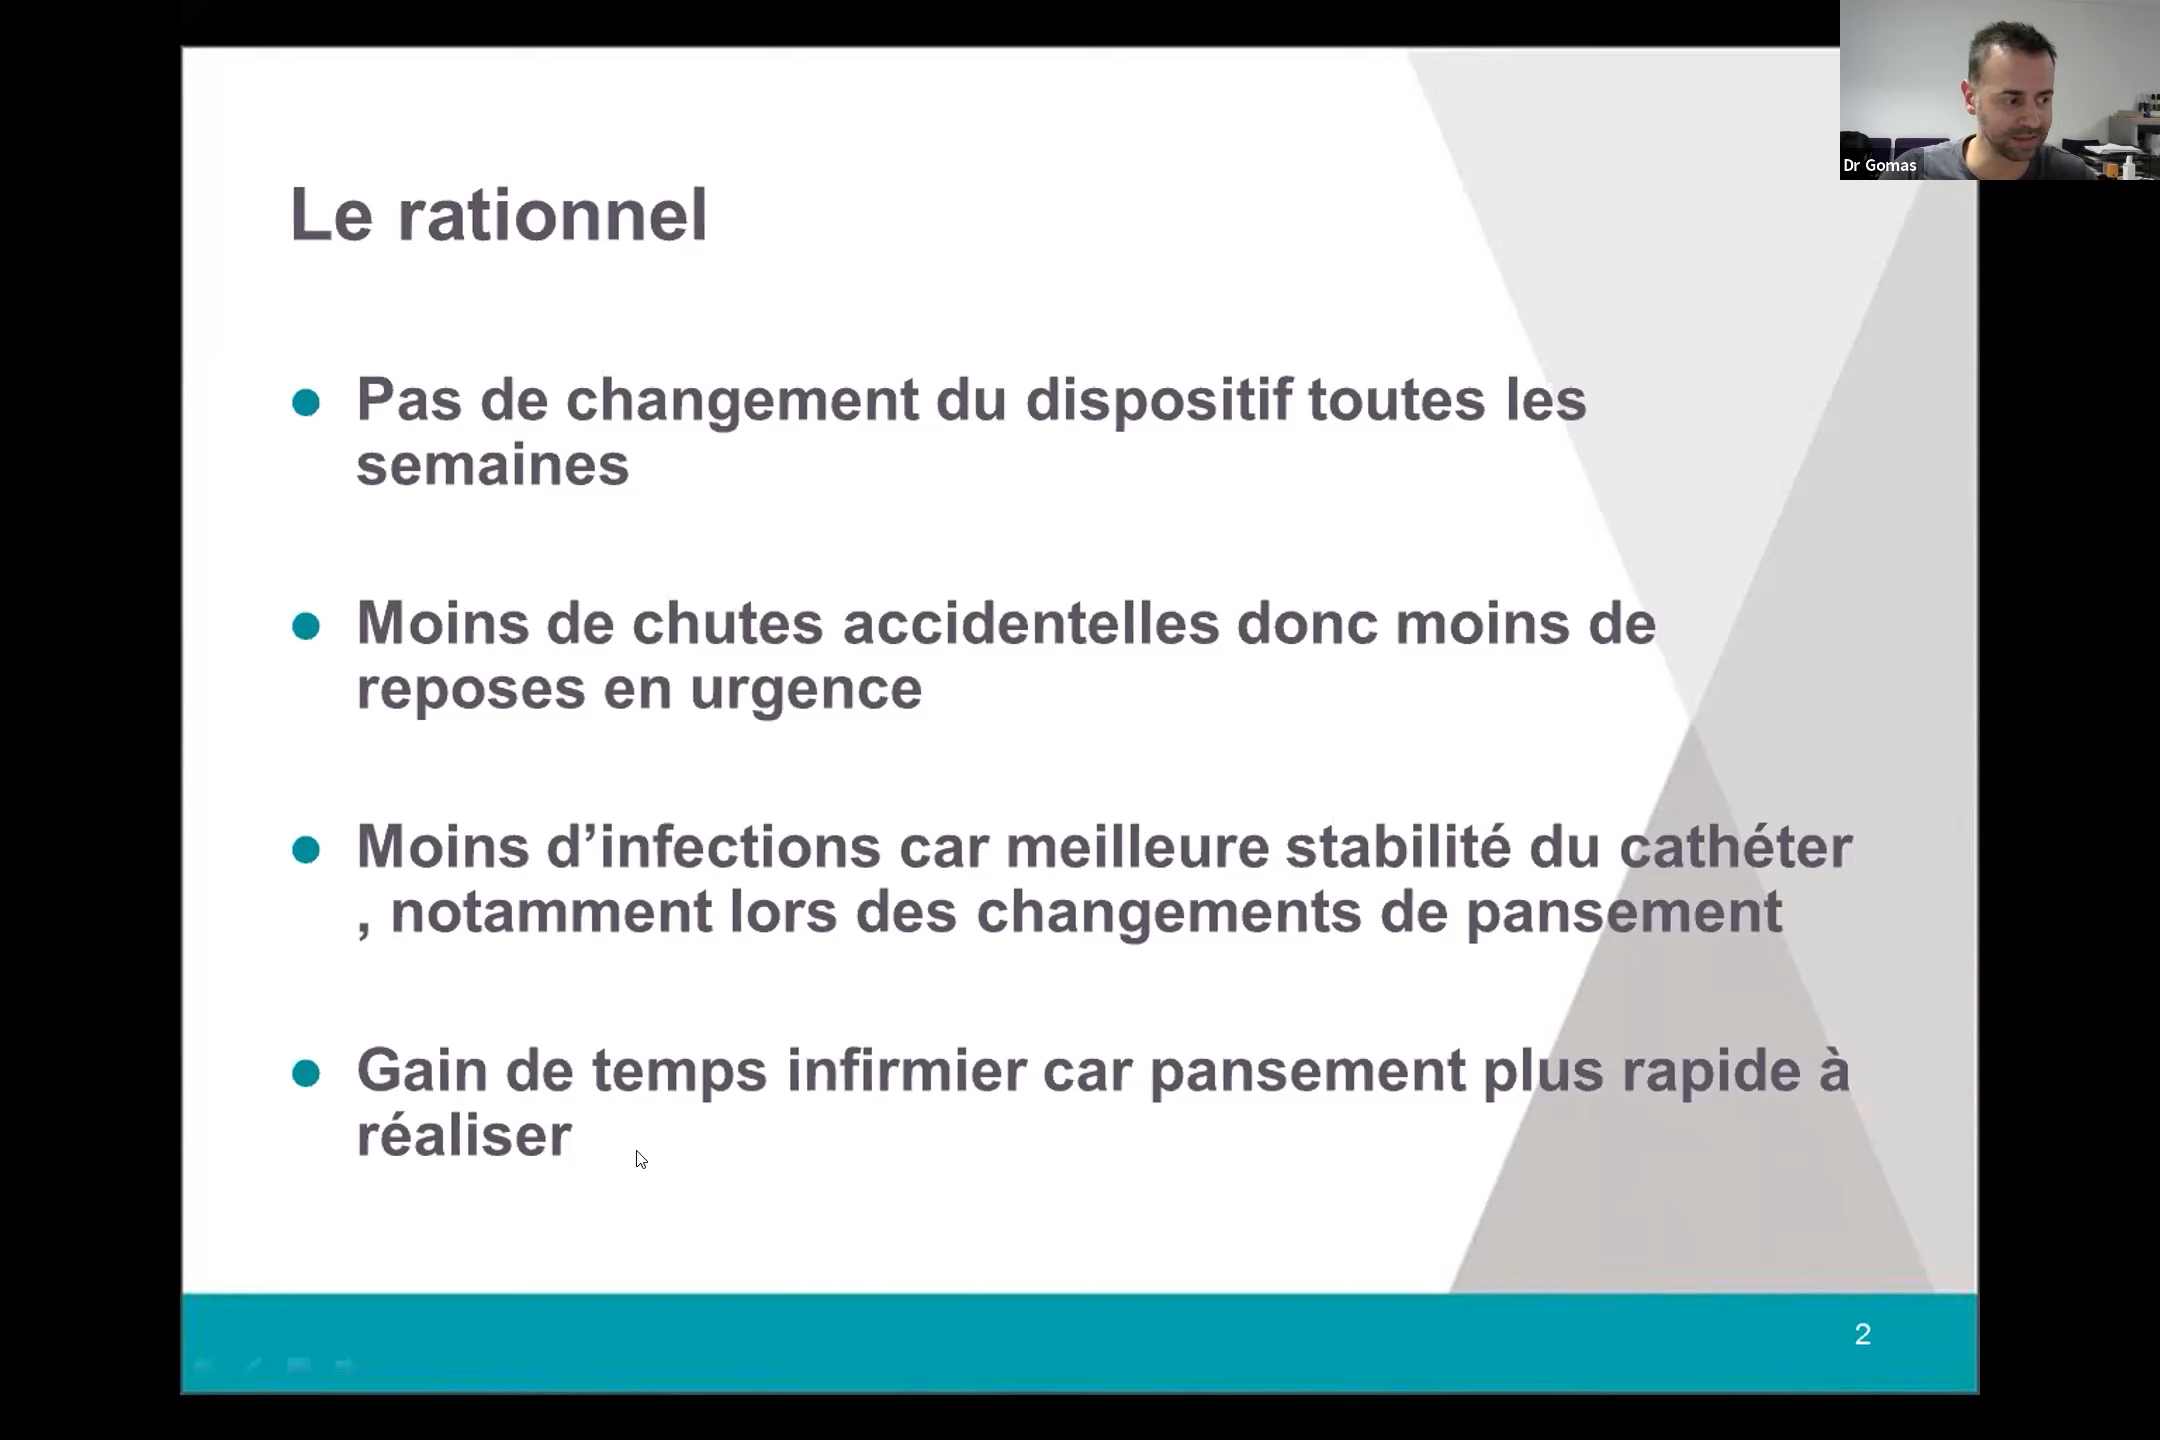 Dr Gomas
Le rationnel
Pas de changement du dispositif toutes les
semaines
Moins de chutes accidentelles donc moins de
reposes en urgence
Moins d’infections car meilleure stabilité du cathéter
, notamment lors des changements de pansement
Gain de temps infirmier car pansement plus rapide à
réaliser
2